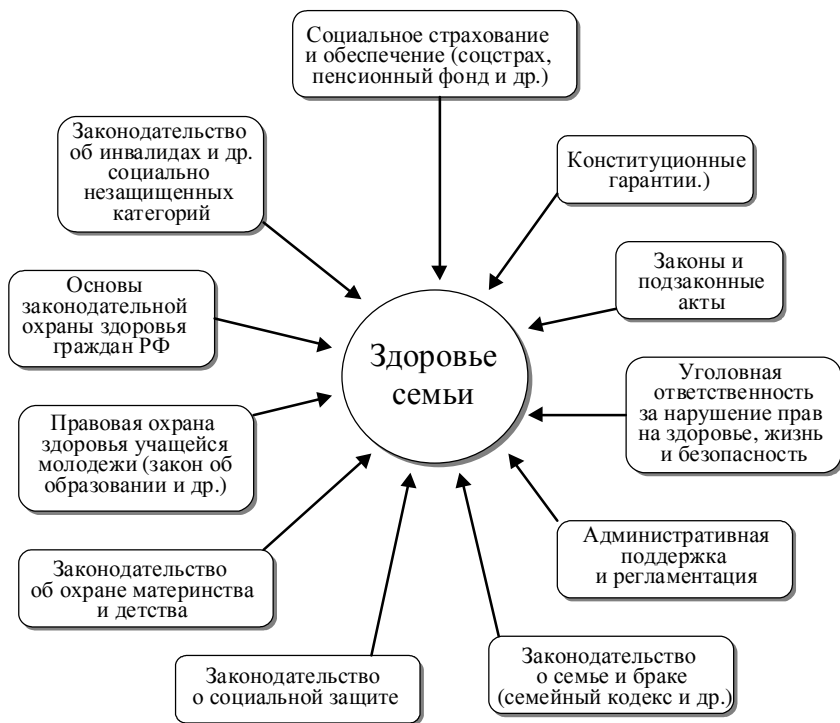 Социальное страхование
и обеспечение (соцстрах,
пенсионный фонд и др.)
Законодательство
об инвалидах и др.
социально
незащищенных
категорий
Конституционные
гарантии.)
Основы
законодательной
охраны здоровья
граждан РФ
Законы и
подзаконные
акты
Здоровье
семьи
Уголовная
ответственность
за нарушение прав
на здоровье, жизнь
и безопасность
Правовая охрана
здоровья учащейся
молодежи (закон об
образовании и др.)
Административная
поддержка
и регламентация
Законодательство
об охране материнства
и детства
Законодательство
о социальной защите
Законодательство
о семье и браке
(семейный кодекс и др.)